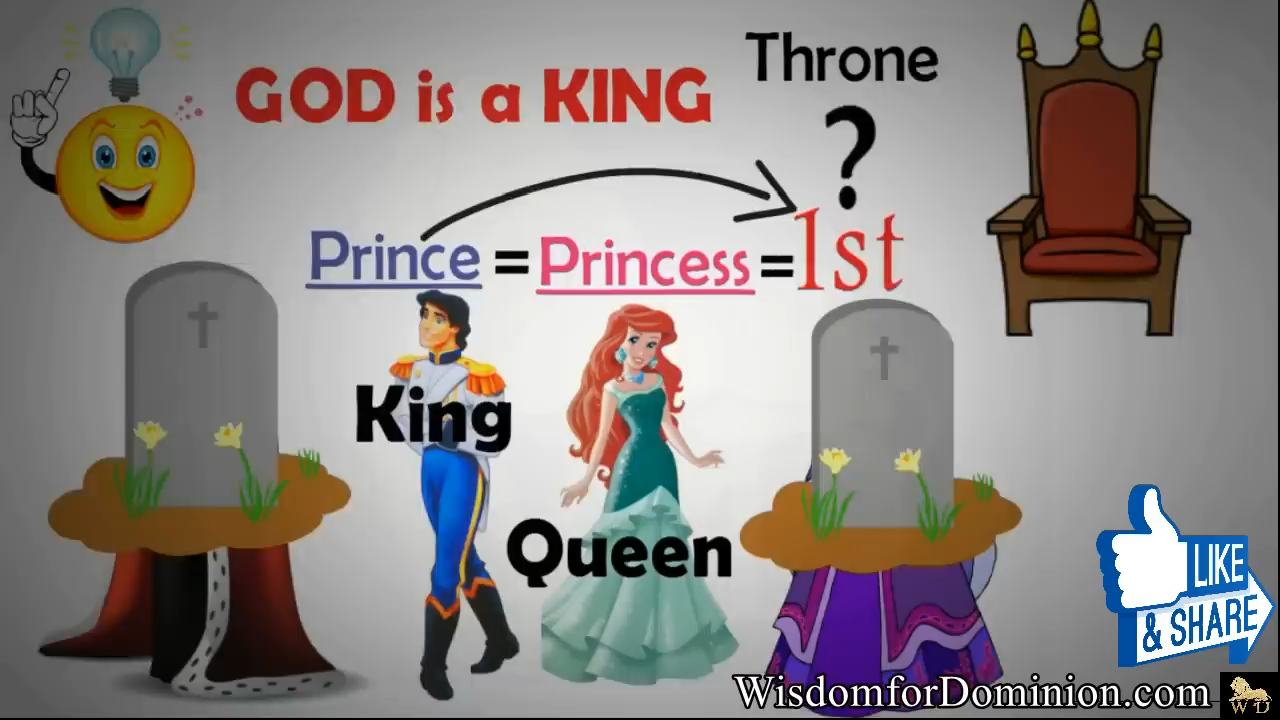 GOD is a KING
Throne
?
Prince = Princess = 1st
King
Queen
LIKE
& SHARE
WisdomforDominion.com
WD